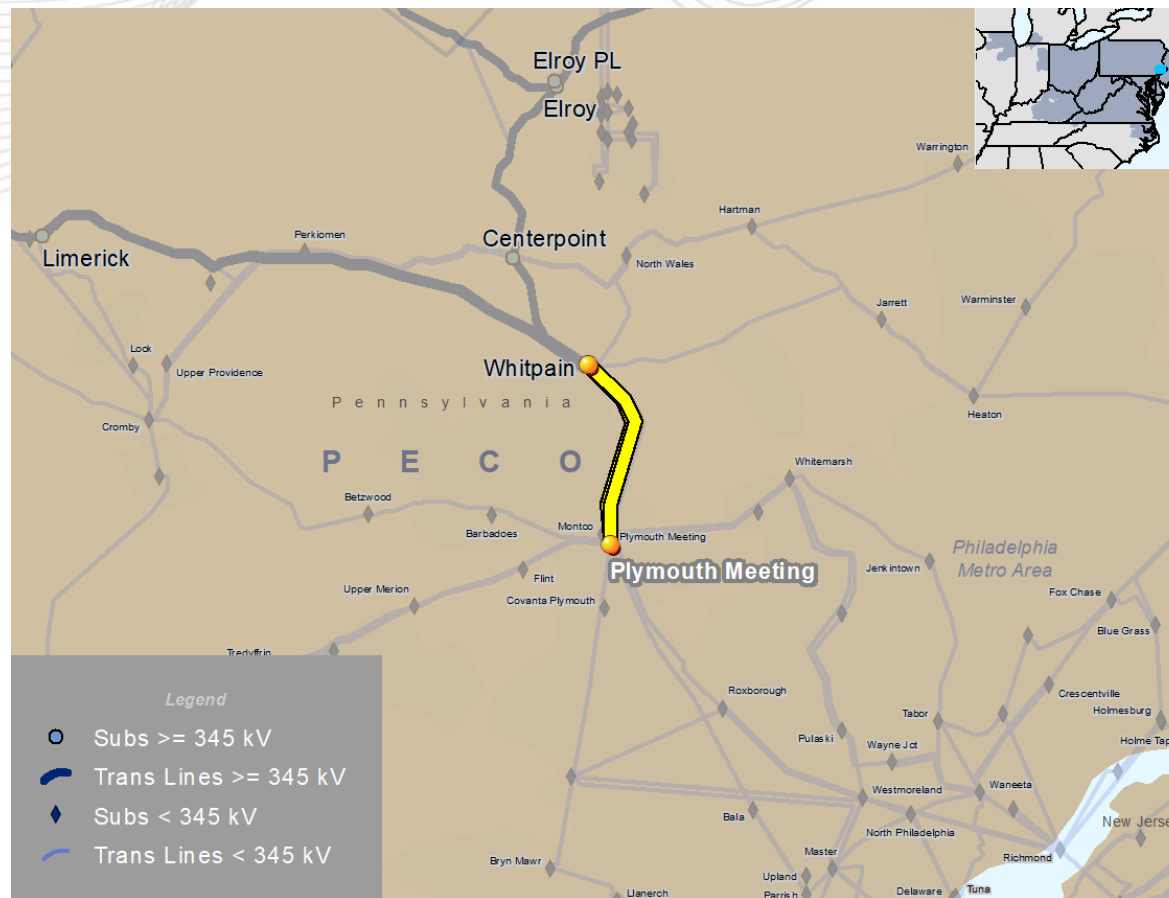 Elroy PL
Elroy
Warrington
Hartman
Perkiomen
Centerpoint
Limerick
North Wales
Jarrett
Warminster
Lock
Whitpain
Upper Providence
Pennsylvania
Heaton
Cromby
PECO
Whitemarsh
Betzwood
Barbadoes
Montco
Plymouth Meeting
Philadelphia
Metro Area
Plymouth Meeting
Jenkintown
Flint
Upper Merion
Covanta Plymouth
Fox Chase
Blue Grass
Tredyffrin
Roxborough
Crescentville
Legend
Tabor
Holmesburg
Subs >= 345 kV
Pulaski
Wayne Jct
Holme Tap
Trans Lines >= 345 kV
Westmoreland
Waneeta
Subs < 345 kV
Bala
North Philadelphia
New Jerse
Trans Lines < 345 kV
Master
Richmond
Bryn Mawr
Upland
Llanerch
Parrish
Delaware
Tuna